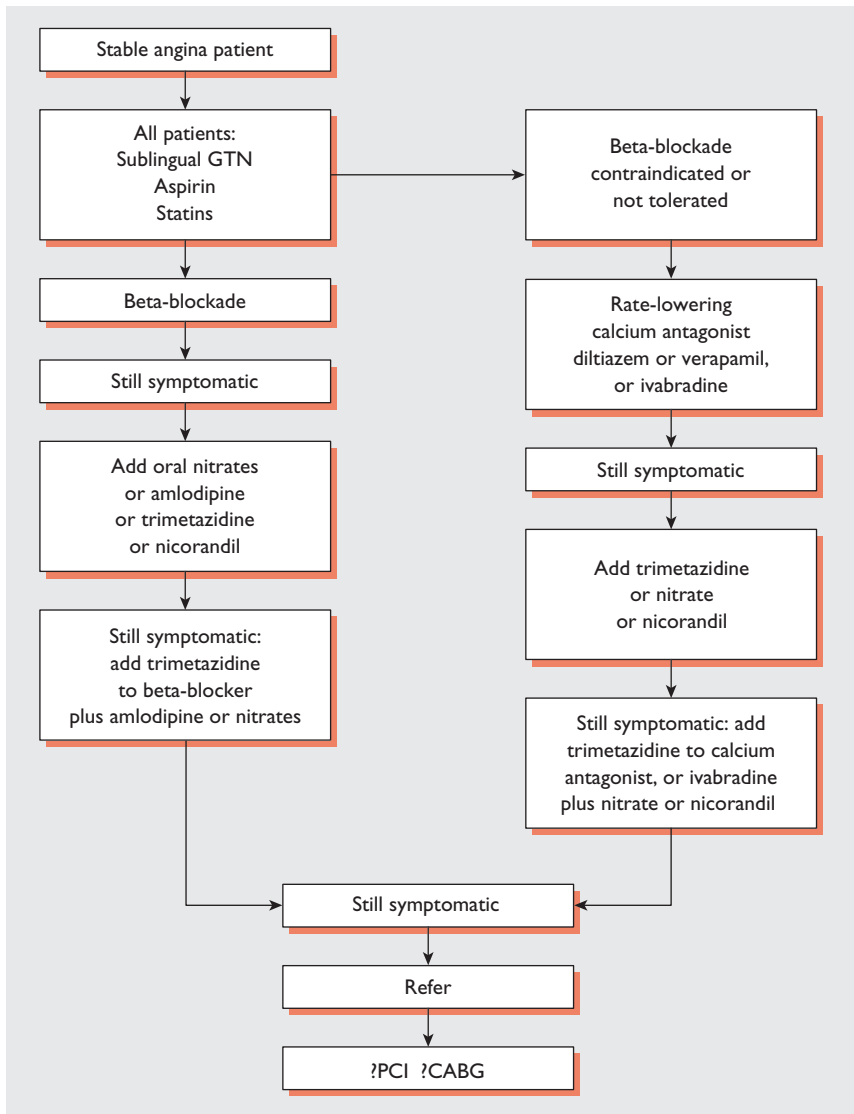 Stable angina patient
All patients:
Sublingual GTN
Aspirin
Statins
Beta-blockade
Still symptomatic
Add oral nitrates
or amlodipine
or trimetazidine
or nicorandil
Still symptomatic:
add trimetazidine
to beta-blocker
plus amlodipine or nitrates
Beta-blockade
contraindicated or
not tolerated
Rate-lowering
calcium antagonist
diltiazem or verapamil,
or ivabradine
Still symptomatic
Add trimetazidine
or nitrate
or nicorandil
Still symptomatic: add
trimetazidine to calcium
antagonist, or ivabradine
plus nitrate or nicorandil
Still symptomatic
Refer
?PCI ?CABG